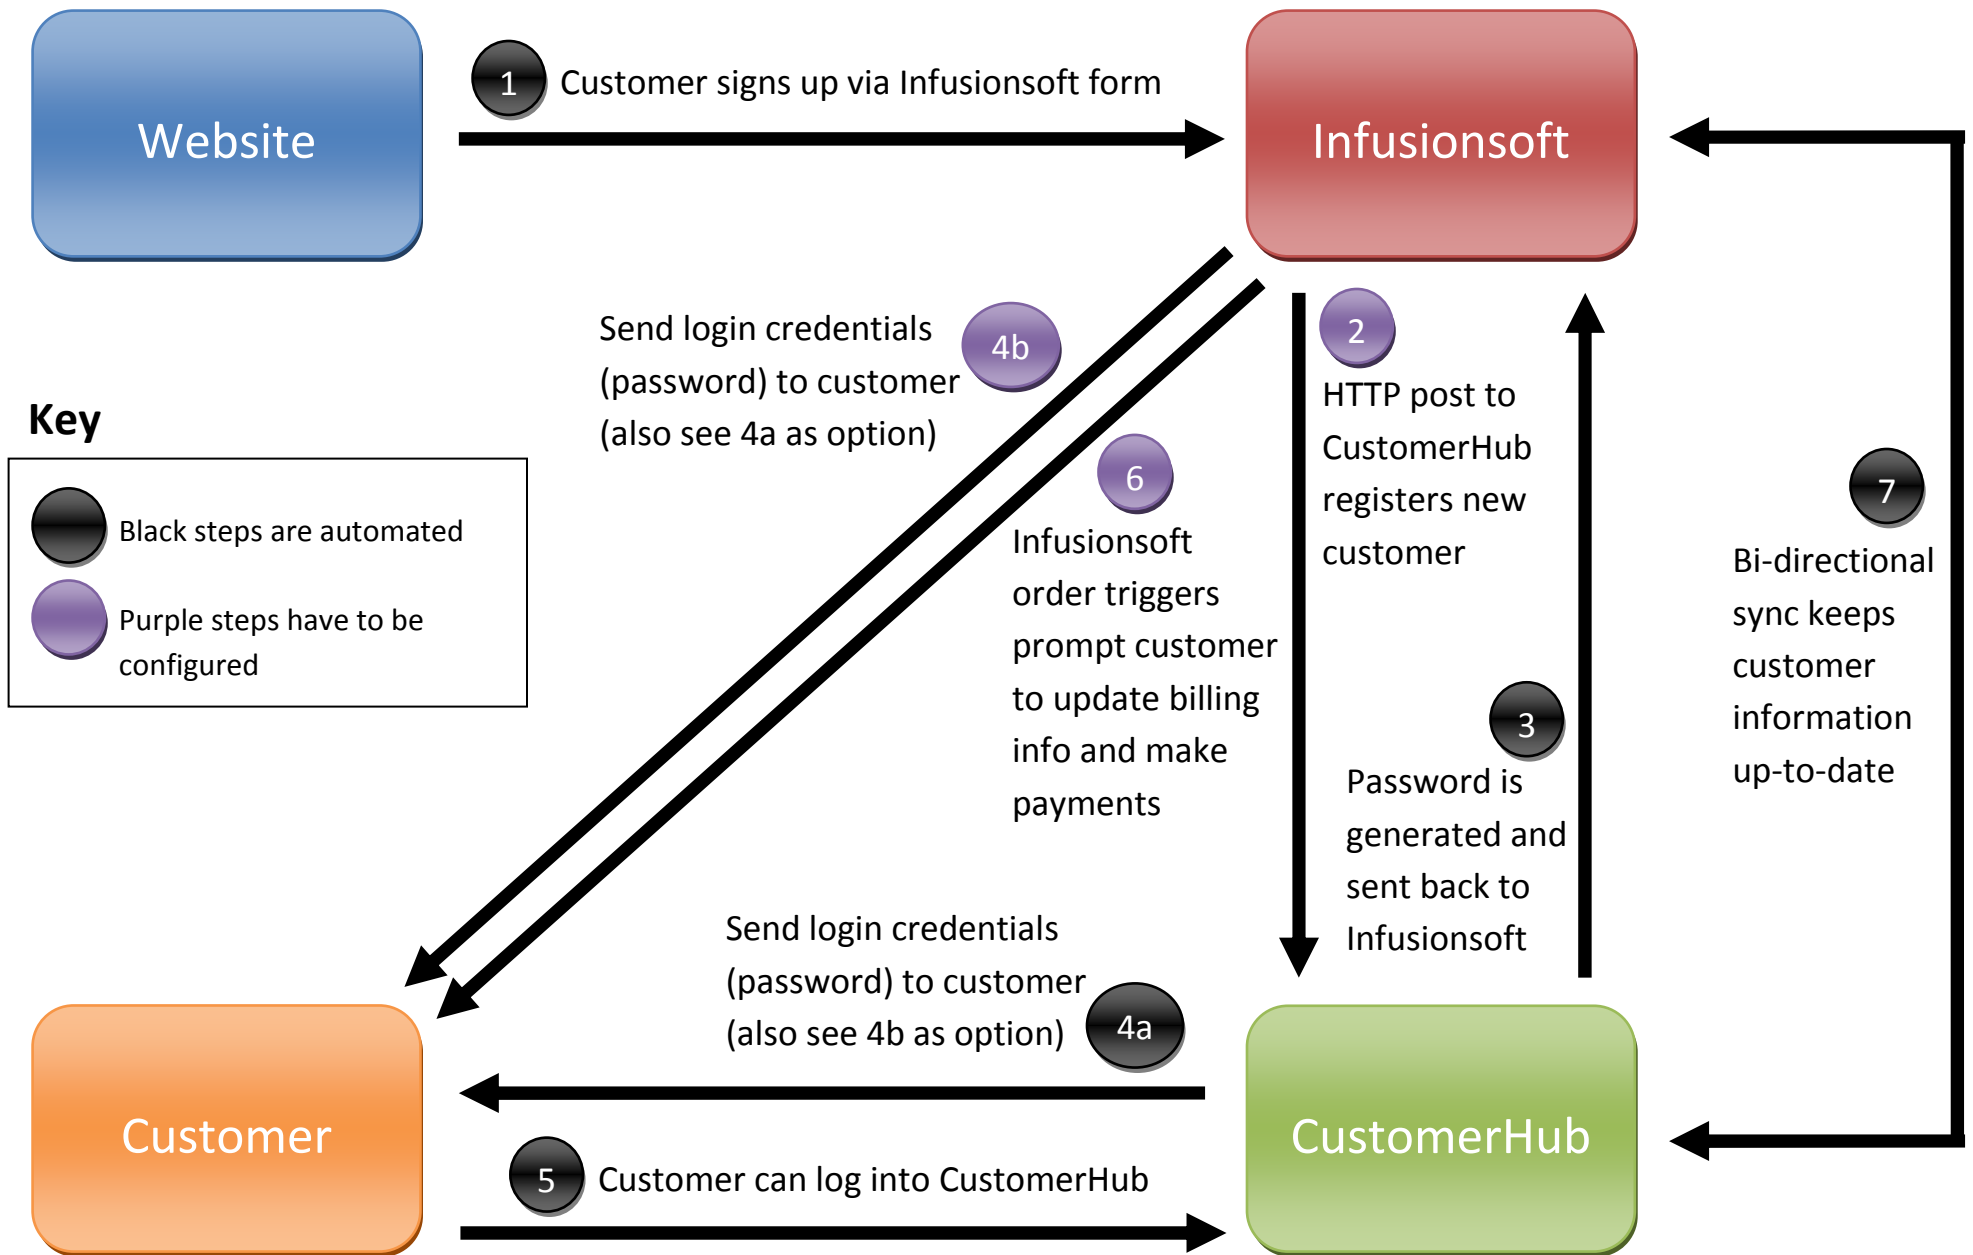 Website
1
Customer signs up via Infusionsoft form
Infusionsoft
Send login credentials
(password) to customer
(also see 4a as option)
4b
2
HTTP post to
CustomerHub
registers new
customer
Key
Black steps are automated
Purple steps have to be
configured
6
Infusionsoft
order triggers
prompt customer
to update billing
info and make
payments
7
Bi-directional
sync keeps
customer
information
up-to-date
3
Password is
generated and
sent back to
Infusionsoft
Send login credentials
(password) to customer
(also see 4b as option)
4a
Customer
CustomerHub
5
Customer can log into CustomerHub